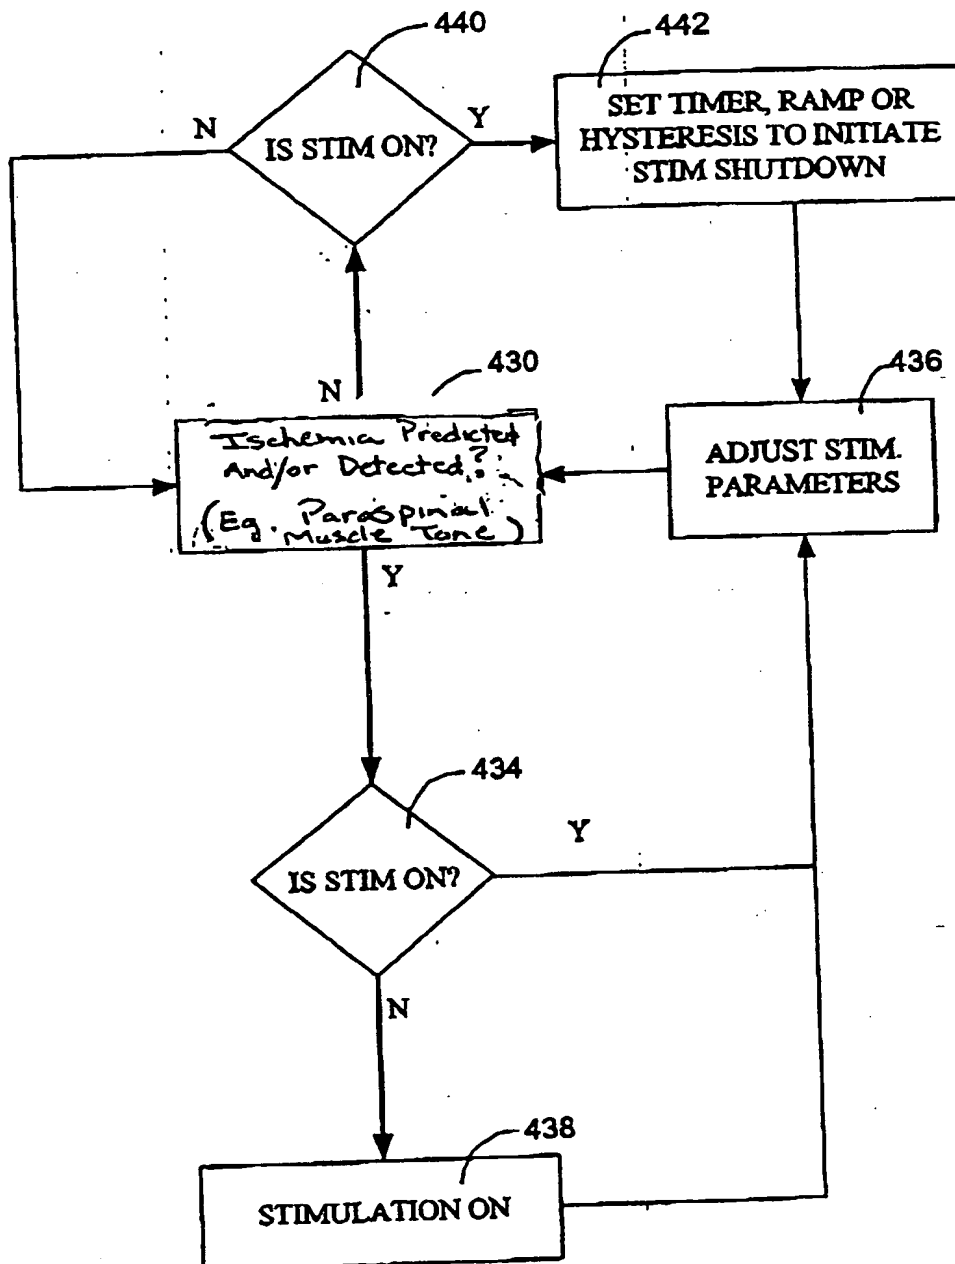 440
442
N
IS STIM ON?
Y
SET TIMER, RAMP OR
HYSTERESIS TO INITIATE
STIM SHUTDOWN
430
436
N
Ischemia Predicted
And/or Detected?
(Eg. Paraspinal
Muscle Tone)
ADJUST STIM.
PARAMETERS
Y
434
IS STIM ON?
Y
N
438
STIMULATION ON